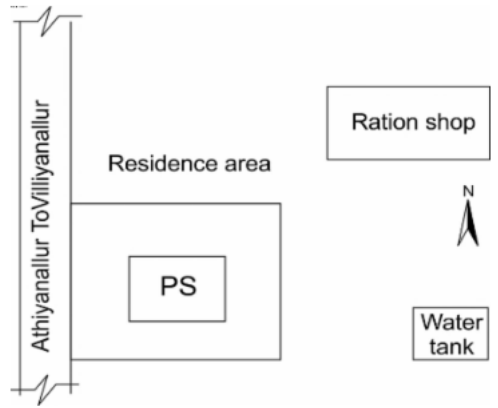 Athiyanallur ToVilliyanallur
Residence area
Ration shop
N
PS
Water
tank